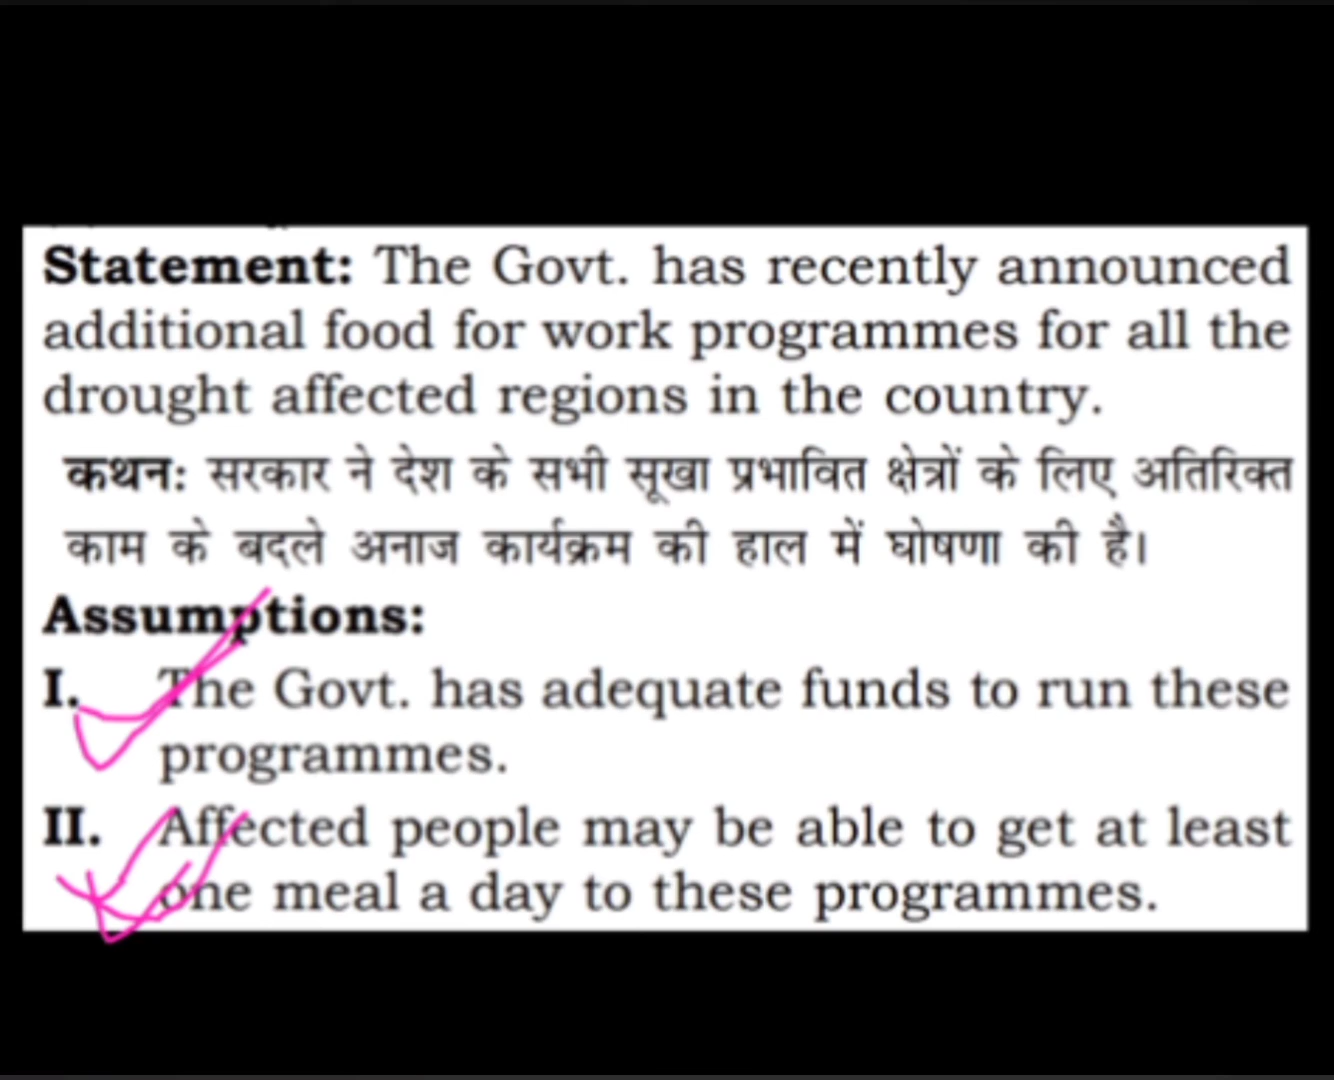 Statement: The Govt. has recently announced
additional food for work programmes for all the
drought affected regions in the country.
कथन: सरकार ने देश के सभी सूखा प्रभावित क्षेत्रों के लिए अतिरिक्त
काम के बदले अनाज कार्यक्रम की हाल में घोषणा की है।
Assumptions:
I. The Govt. has adequate funds to run these
programmes.
II. Affected people may be able to get at least
one meal a day to these programmes.